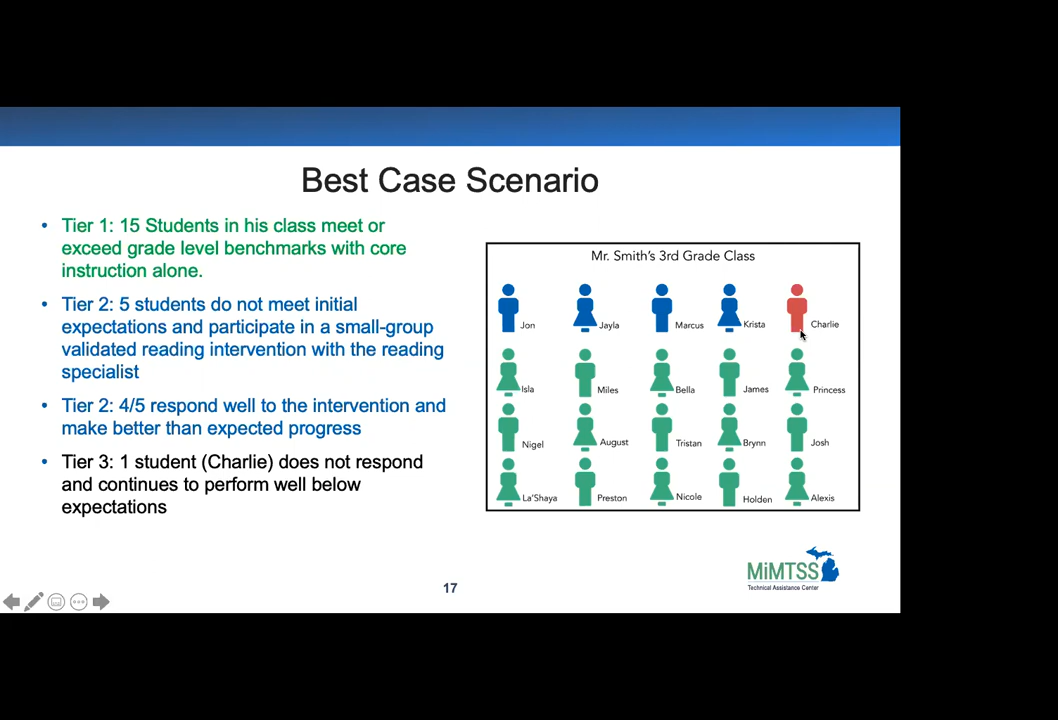 Best Case Scenario
• Tier 1: 15 Students in his class meet or
exceed grade level benchmarks with core
instruction alone.
• Tier 2: 5 students do not meet initial
expectations and participate in a small-group
validated reading intervention with the reading
specialist
• Tier 2: 4/5 respond well to the intervention and
make better than expected progress
• Tier 3: 1 student (Charlie) does not respond
and continues to perform well below
expectations
Mr. Smith's 3rd Grade Class
Jon Jayla Marcus Krista Charlie
Isla Miles Bella James Princess
Nigel August Tristan Brynn Josh
La'Shaya Preston Nicole Holden Alexis
17
MiMTSS
Technical Assistance Center